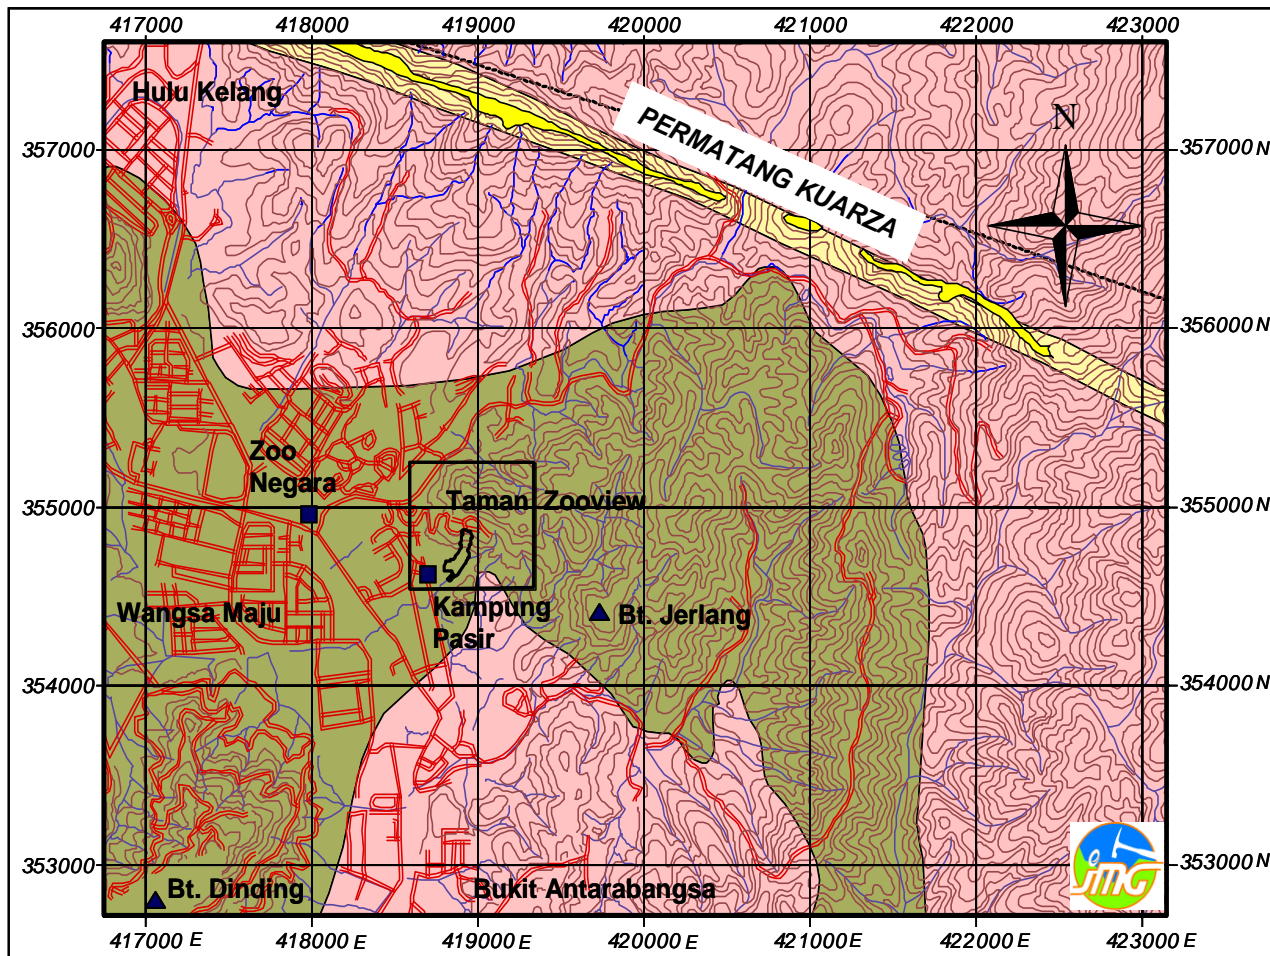 417000 418000 419000 420000 421000 422000 423000
Hulu Kelang
N
PERMATANG KUARZA
357000
357000 N
356000
356000 N
Zoo
Negara
Taman Zooview
355000
355000 N
Wangsa Maju
Kampung
Pasir
Bt. Jerlang
354000
354000 N
353000
353000 N
JMG
Bt. Dinding
Bukit Antarabangsa
417000 E 418000 E 419000 E 420000 E 421000 E 422000 E 423000 E